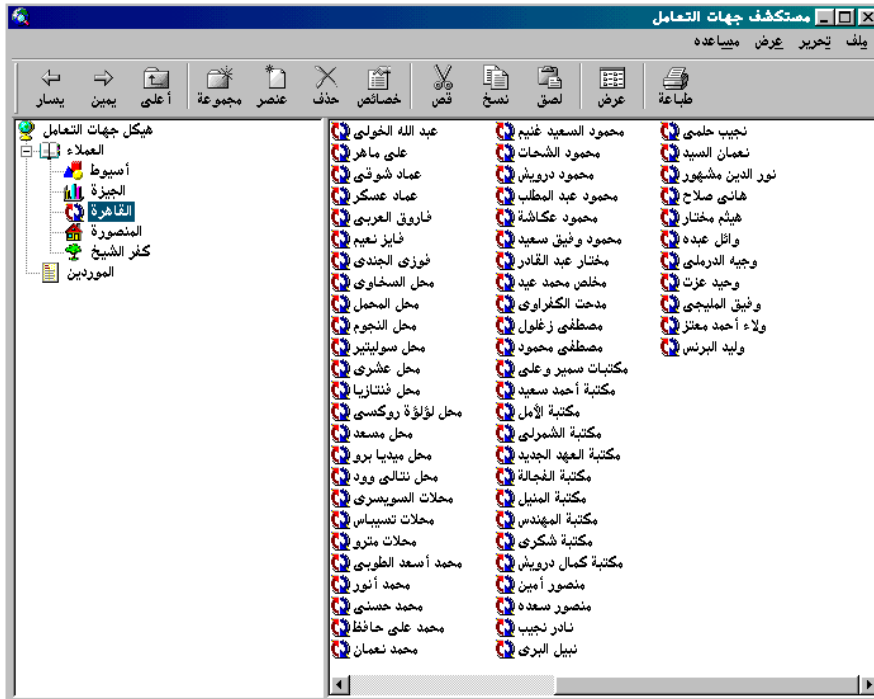 مستكشف جهات التعامل
ملف تحرير عرض مساعده
يسار يمين أعلى مجموعة عنصر حذف خصائص قص نسخ لصق عرض طباعة
هيكل جهات التعامل
العملاء
أسيوط
الجيزة
القاهرة
المنصورة
كفر الشيخ
الموردين
عبد الله الخولى
على ماهر
عماد شوقى
عماد عسكر
فاروق العربى
فايز نعيم
فوزى الجندى
محل السخاوى
محل المحمل
محل النجوم
محل سوليتير
محل عشرى
محل فنتازيا
محل لؤلؤة روكسى
محل مسعد
محل ميديا برو
محل نتالى وود
محلات السويسرى
محلات تسيباس
محلات مترو
محمد أسعد الطوبى
محمد أنور
محمد حسنى
محمد على حافظ
محمد نعمان
محمود السعيد غنيم
محمود الشحات
محمود درويش
محمود عبد المطلب
محمود عكاشة
محمود وفيق سعيد
مختار عبد القادر
مخلص محمد عيد
مدحت الكفراوى
مصطفى زغلول
مصطفى محمود
مكتبات سمير وعلى
مكتبة أحمد سعيد
مكتبة الأمل
مكتبة الشمرلى
مكتبة العهد الجديد
مكتبة الفجالة
مكتبة المنيل
مكتبة المهندس
مكتبة شكرى
مكتبة كمال درويش
منصور أمين
منصور سعده
نادر نجيب
نبيل البرى
نجيب حلمى
نعمان السيد
نور الدين مشهور
هانى صلاح
هيثم مختار
وائل عبده
وجيه الدرملى
وحيد عزت
وفيق المليجى
ولاء أحمد معتز
وليد البرنس